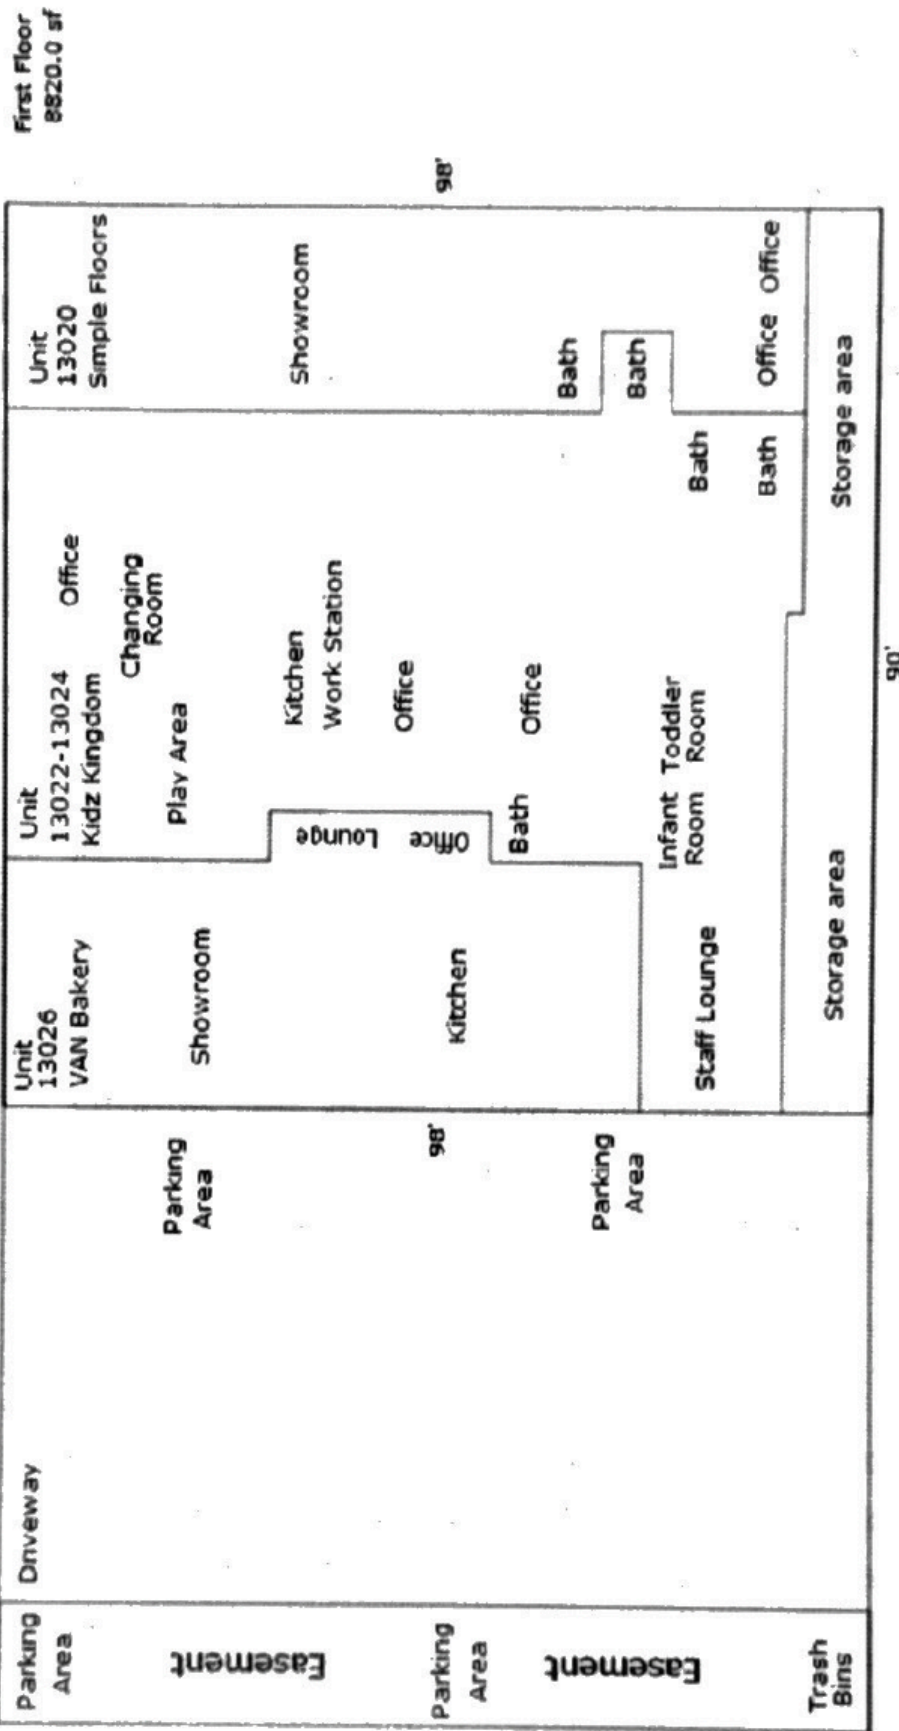 First Floor
8820.0 sf
Unit
13026
VAN Bakery
Showroom
Kitchen
Unit
13022-13024
Kidz Kingdom
Office
Changing
Room
Play Area
Lounge
Office
Kitchen
Work Station
Office
Office
Bath
Infant
Room
Toddler
Room
Staff Lounge
Bath
Bath
Unit
13020
Simple Floors
Showroom
Bath
Bath
Office
Office
Storage area
Storage area
98'
98'
90'
Parking
Area
Driveway
Parking
Area
Parking
Area
Easement
Parking
Area
Easement
Trash
Bins